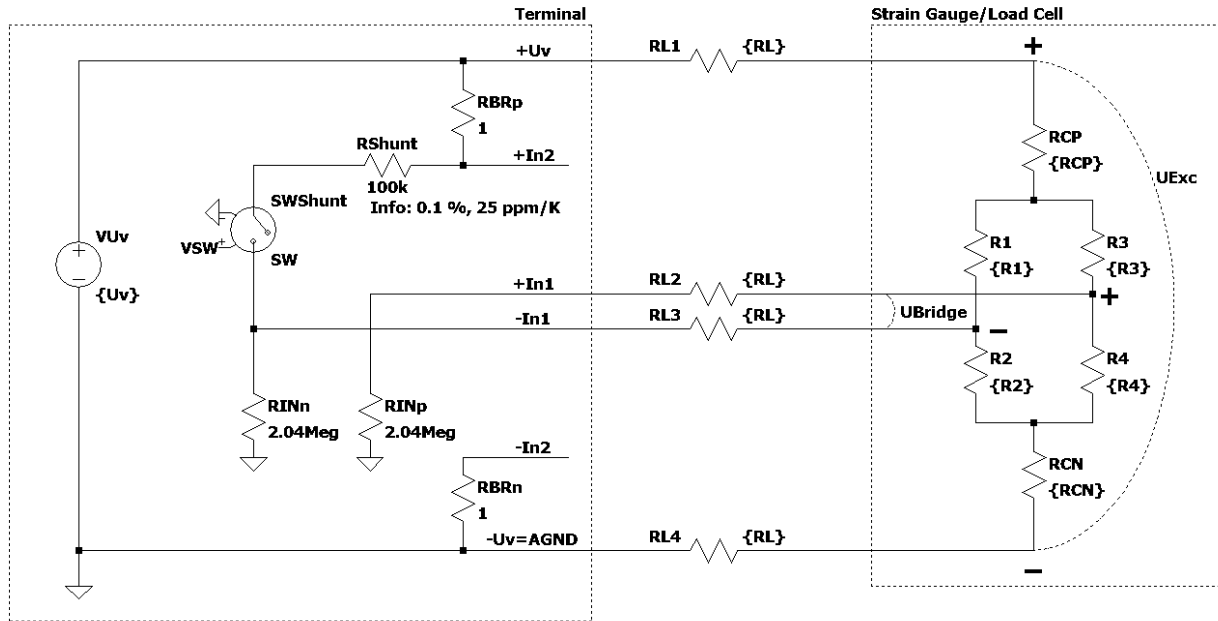 Terminal
Strain Gauge/Load Cell
+Uv
RL1
{RL}
+
RBRp
1
RShunt
+In2
100k
Info: 0.1 %, 25 ppm/K
SWShunt
VSW
+
SW
RCP
{RCP}
UExc
VUv
+
−
{Uv}
R1
{R1}
R3
{R3}
+In1
RL2
{RL}
+
-In1
RL3
{RL}
UBridge
−
R2
{R2}
R4
{R4}
RINn
2.04Meg
RINp
2.04Meg
-In2
RBRn
1
RCN
{RCN}
-Uv=AGND
RL4
{RL}
−